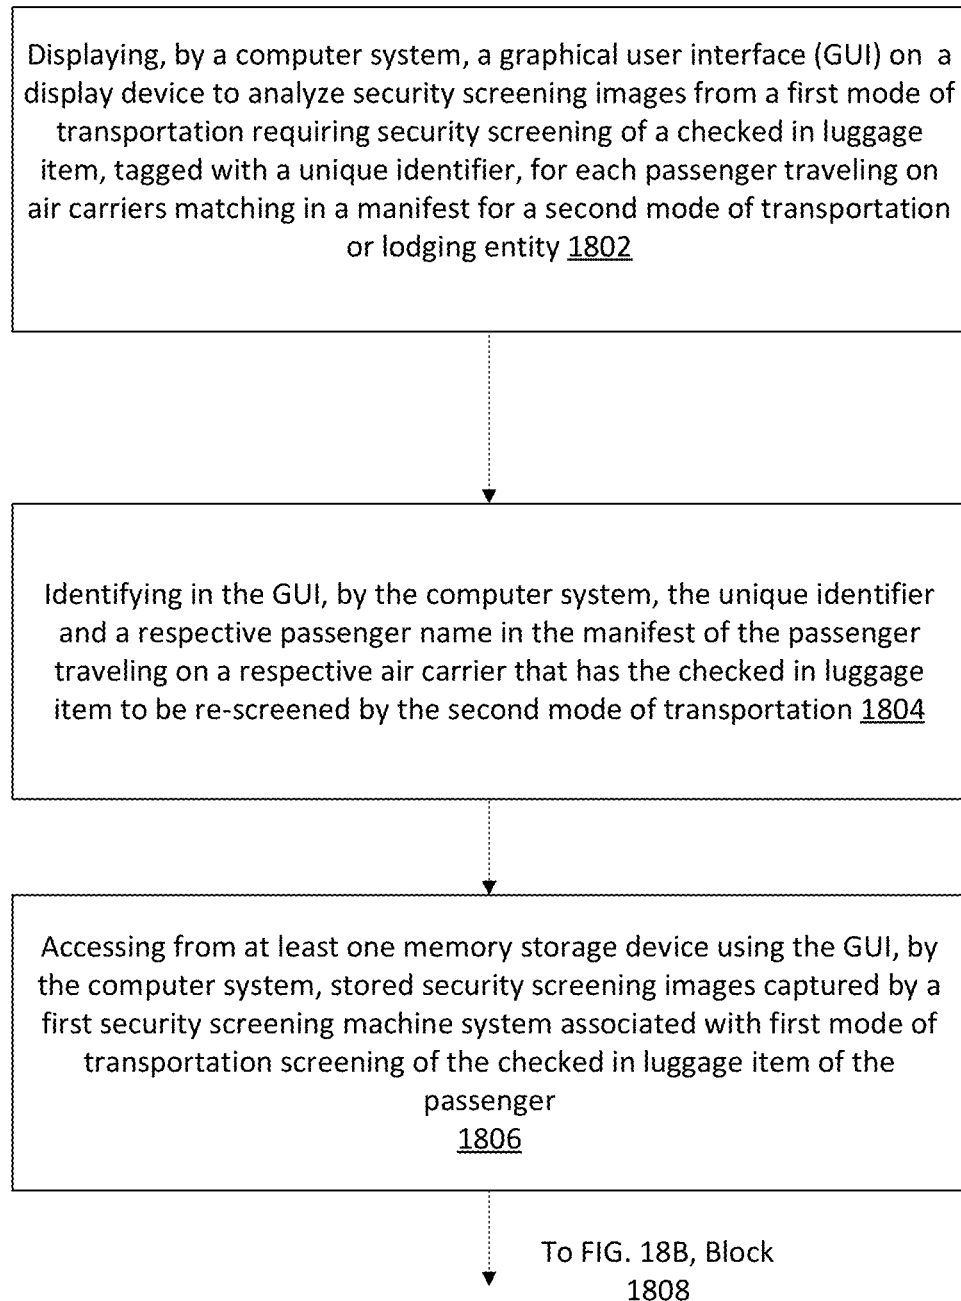 Displaying, by a computer system, a graphical user interface (GUI) on a
display device to analyze security screening images from a first mode of
transportation requiring security screening of a checked in luggage
item, tagged with a unique identifier, for each passenger traveling on
air carriers matching in a manifest for a second mode of transportation
or lodging entity 1802
Identifying in the GUI, by the computer system, the unique identifier
and a respective passenger name in the manifest of the passenger
traveling on a respective air carrier that has the checked in luggage
item to be re-screened by the second mode of transportation 1804
Accessing from at least one memory storage device using the GUI, by
the computer system, stored security screening images captured by a
first security screening machine system associated with first mode of
transportation screening of the checked in luggage item of the
passenger
1806
To FIG. 18B, Block
1808